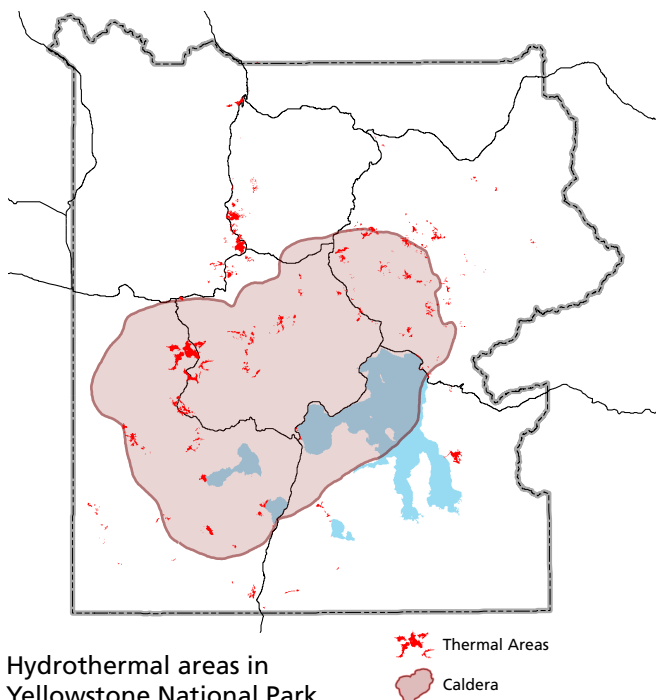 Thermal Areas
Caldera
Hydrothermal areas in
Yellowstone National Park